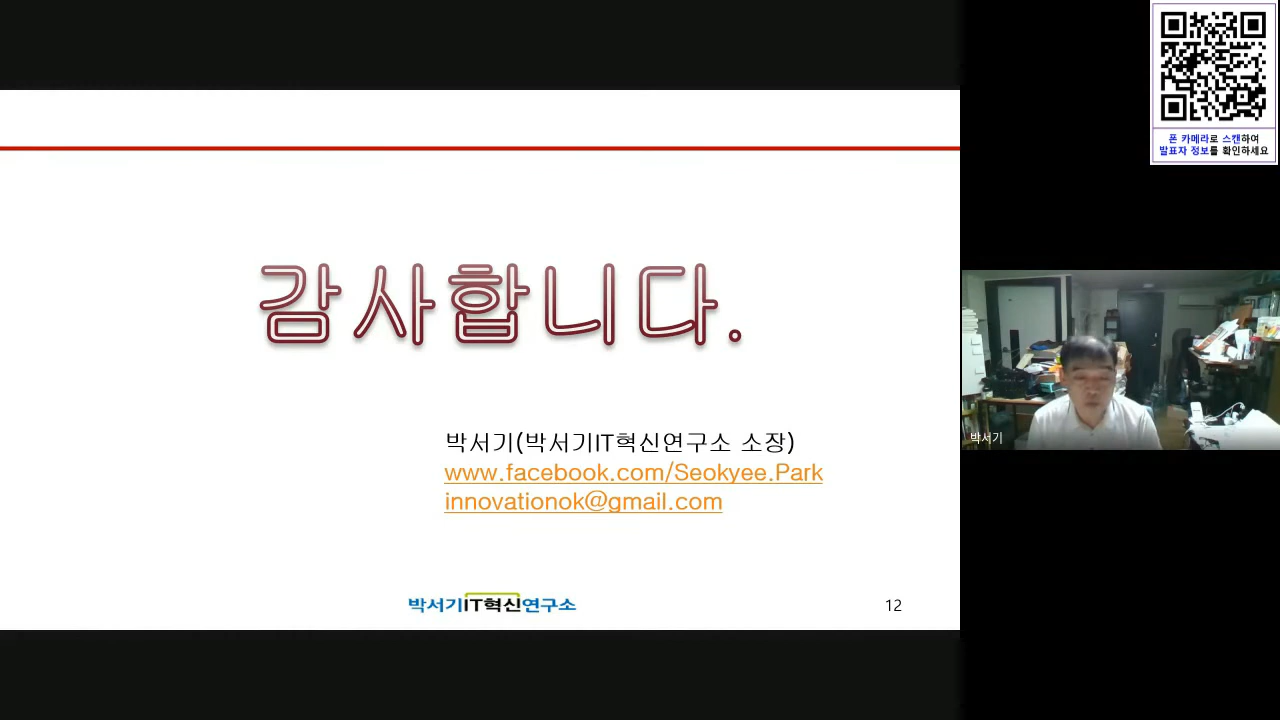 폰 카메라로 스캔하여
발표자 정보를 확인하세요
감사합니다.
박서기(박서기IT혁신연구소 소장)
www.facebook.com/Seokyee.Park
innovationok@gmail.com
박서기IT혁신연구소
12
박서기